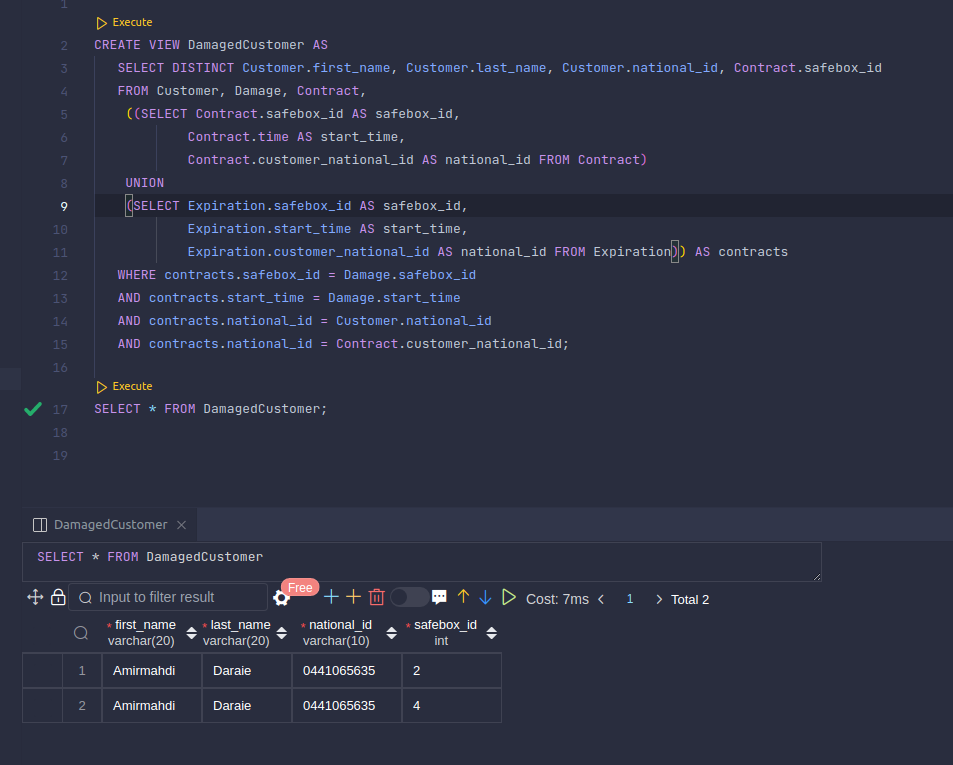 1
Execute
2 CREATE VIEW DamagedCustomer AS
3 SELECT DISTINCT Customer.first_name, Customer.last_name, Customer.national_id, Contract.safebox_id
4 FROM Customer, Damage, Contract,
5 ((SELECT Contract.safebox_id AS safebox_id,
6 Contract.time AS start_time,
7 Contract.customer_national_id AS national_id FROM Contract)
8 UNION
9 (SELECT Expiration.safebox_id AS safebox_id,
10 Expiration.start_time AS start_time,
11 Expiration.customer_national_id AS national_id FROM Expiration)) AS contracts
12 WHERE contracts.safebox_id = Damage.safebox_id
13 AND contracts.start_time = Damage.start_time
14 AND contracts.national_id = Customer.national_id
15 AND contracts.national_id = Contract.customer_national_id;
16
Execute
17 SELECT * FROM DamagedCustomer;
18
19
DamagedCustomer
SELECT * FROM DamagedCustomer
Input to filter result Free Cost: 7ms < 1 > Total 2
* first_name * last_name * national_id * safebox_id
varchar(20) varchar(20) varchar(10) int
1 Amirmahdi Daraie 0441065635 2
2 Amirmahdi Daraie 0441065635 4